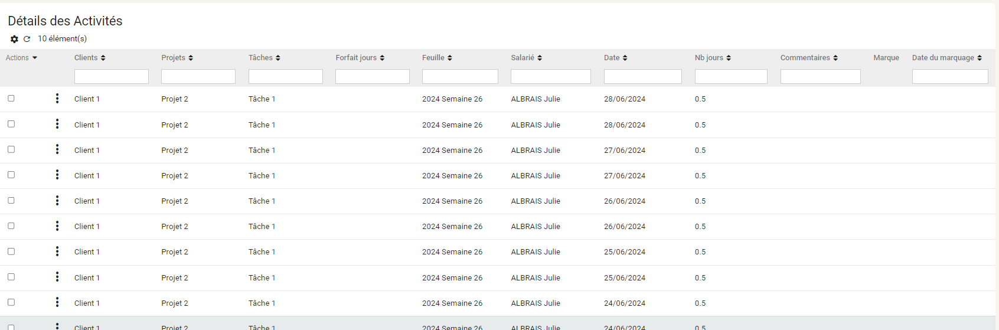 Détails des Activités
10 élément(s)
Actions Clients Projets Tâches Forfait jours Feuille Salarié Date Nb jours Commentaires Marque Date du marquage
Client 1 Projet 2 Tâche 1 2024 Semaine 26 ALBRAIS Julie 28/06/2024 0.5
Client 1 Projet 2 Tâche 1 2024 Semaine 26 ALBRAIS Julie 28/06/2024 0.5
Client 1 Projet 2 Tâche 1 2024 Semaine 26 ALBRAIS Julie 27/06/2024 0.5
Client 1 Projet 2 Tâche 1 2024 Semaine 26 ALBRAIS Julie 27/06/2024 0.5
Client 1 Projet 2 Tâche 1 2024 Semaine 26 ALBRAIS Julie 26/06/2024 0.5
Client 1 Projet 2 Tâche 1 2024 Semaine 26 ALBRAIS Julie 26/06/2024 0.5
Client 1 Projet 2 Tâche 1 2024 Semaine 26 ALBRAIS Julie 25/06/2024 0.5
Client 1 Projet 2 Tâche 1 2024 Semaine 26 ALBRAIS Julie 25/06/2024 0.5
Client 1 Projet 2 Tâche 1 2024 Semaine 26 ALBRAIS Julie 24/06/2024 0.5
Client 1 Projet 2 Tâche 1 2024 Semaine 26 ALBRAIS Julie 24/06/2024 0.5